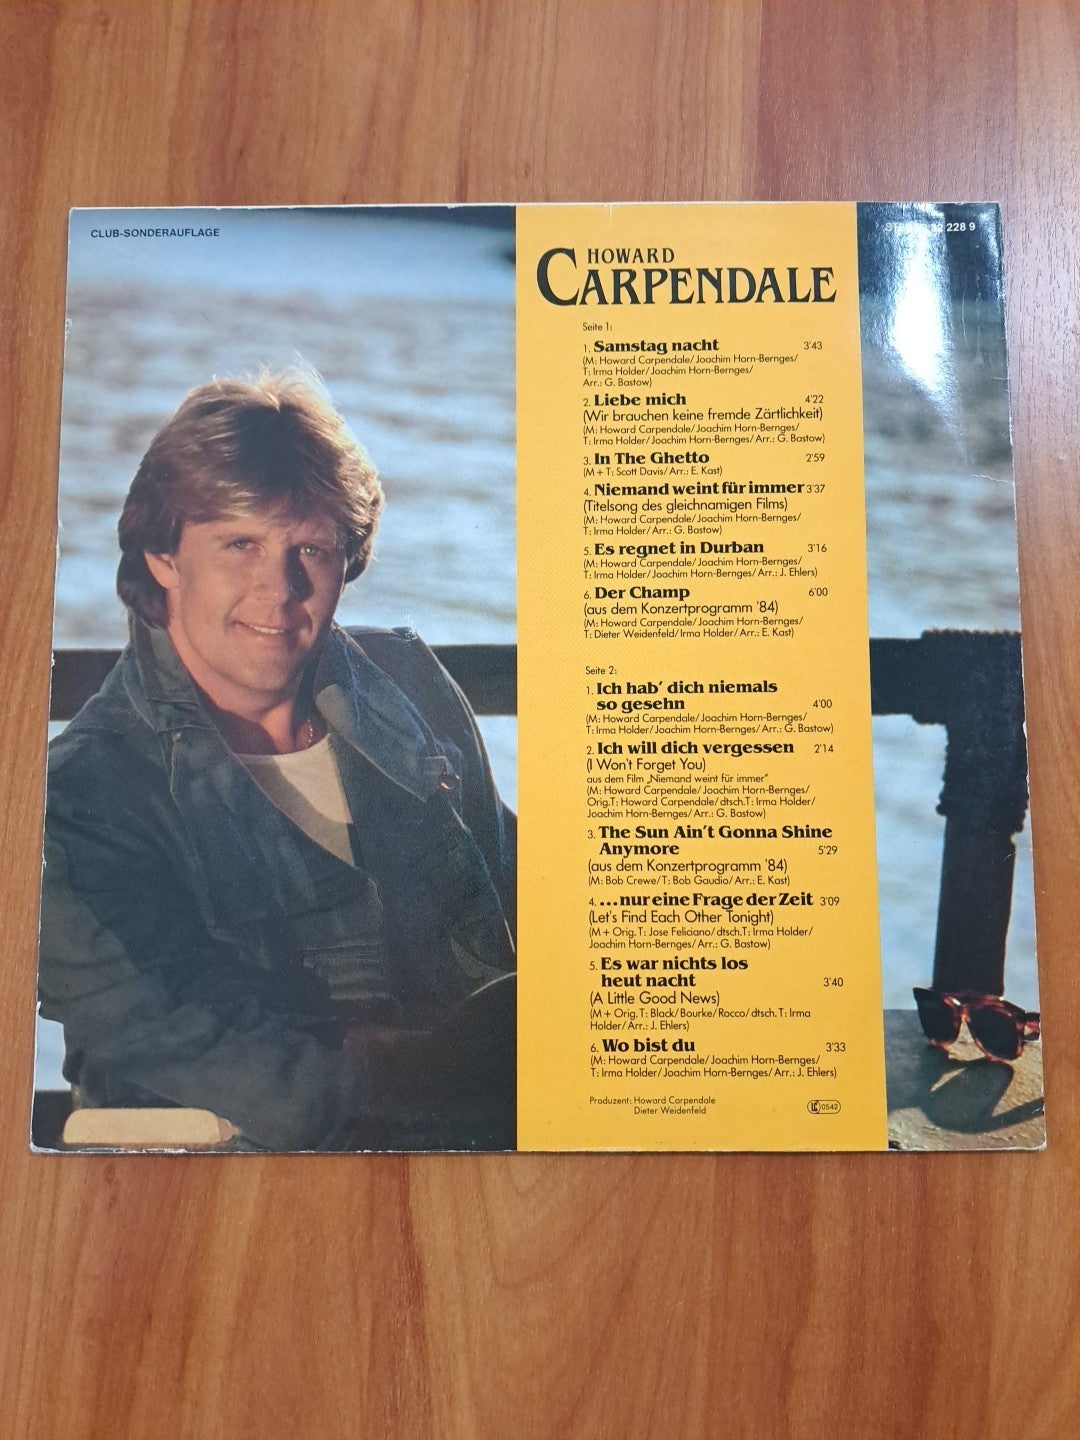 CLUB-SONDERAUFLAGE
228 9
HOWARD
CARPENDALE
Seite 1:
1. Samstag nacht 3'43
(M: Howard Carpendale/Joachim Horn-Bernges/
T: Irma Holder/Joachim Horn-Bernges/
Arr.: G. Bastow)
2. Liebe mich 4'22
(Wir brauchen keine fremde Zärtlichkeit)
(M: Howard Carpendale/Joachim Horn-Bernges/
T: Irma Holder/Joachim Horn-Bernges/Arr.: G. Bastow)
3. In The Ghetto 2'59
(M + T: Scott Davis/Arr.: E. Kast)
4. Niemand weint für immer 3'37
(Titelsong des gleichnamigen Films)
(M: Howard Carpendale/Joachim Horn-Bernges/
T: Irma Holder/Arr.: G. Bastow)
5. Es regnet in Durban 3'16
(M: Howard Carpendale/Joachim Horn-Bernges/
T: Irma Holder/Joachim Horn-Bernges/Arr.: J. Ehlers)
6. Der Champ 6'00
(aus dem Konzertprogramm '84)
(M: Howard Carpendale/Joachim Horn-Bernges/
T: Dieter Weidenfeld/Irma Holder/Arr.: E. Kast)
Seite 2:
1. Ich hab' dich niemals
so gesehn 4'00
(M: Howard Carpendale/Joachim Horn-Bernges/
T: Irma Holder/Joachim Horn-Bernges/Arr.: G. Bastow)
2. Ich will dich vergessen 2'14
(I Won't Forget You)
aus dem Film „Niemand weint für immer"
(M: Howard Carpendale/Joachim Horn-Bernges/
Orig.T: Howard Carpendale/dtsch.T: Irma Holder/
Joachim Horn-Bernges/Arr.: G. Bastow)
3. The Sun Ain't Gonna Shine
Anymore 5'29
(aus dem Konzertprogramm '84)
(M: Bob Crewe/T: Bob Gaudio/Arr.: E. Kast)
4. ...nur eine Frage der Zeit 3'09
(Let's Find Each Other Tonight)
(M + Orig. T: Jose Feliciano/dtsch.T: Irma Holder/
Joachim Horn-Bernges/Arr.: G. Bastow)
5. Es war nichts los
heut nacht 3'40
(A Little Good News)
(M + Orig. T: Black/Bourke/Rocco/dtsch. T: Irma
Holder/Arr.: J. Ehlers)
6. Wo bist du 3'33
(M: Howard Carpendale/Joachim Horn-Bernges/
T: Irma Holder/Joachim Horn-Bernges/Arr.: J. Ehlers)
Produzent: Howard Carpendale
Dieter Weidenfeld
LC 0542